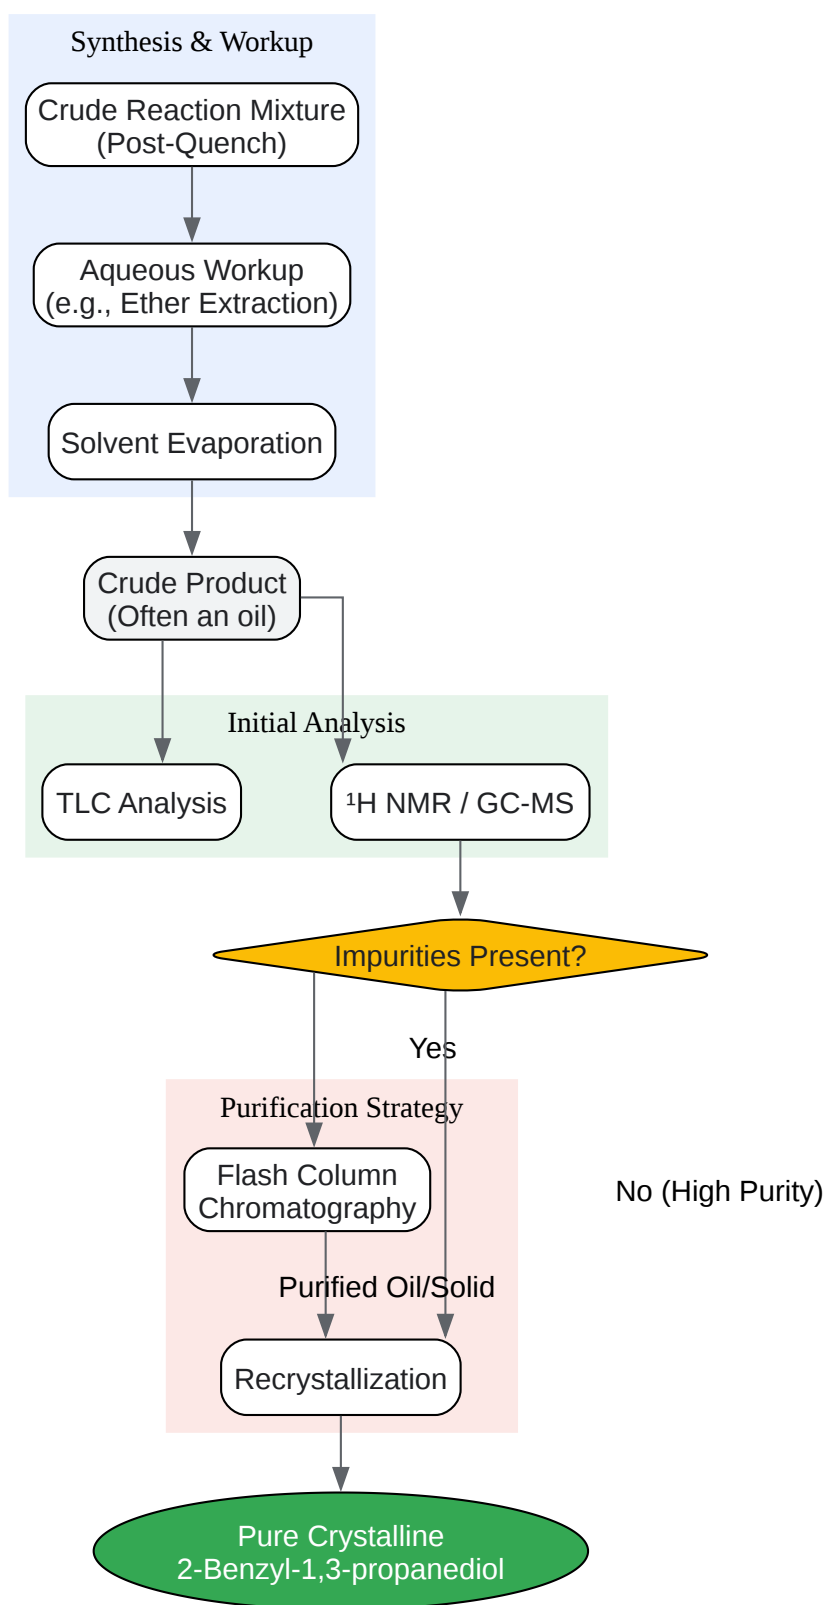 Synthesis & Workup
Crude Reaction Mixture
(Post-Quench)
Aqueous Workup
(e.g., Ether Extraction)
Solvent Evaporation
Crude Product
(Often an oil)
Initial Analysis
TLC Analysis
¹H NMR / GC-MS
Impurities Present?
Yes
Purification Strategy
Flash Column
Chromatography
No (High Purity)
Purified Oil/Solid
Recrystallization
Pure Crystalline
2-Benzyl-1,3-propanediol